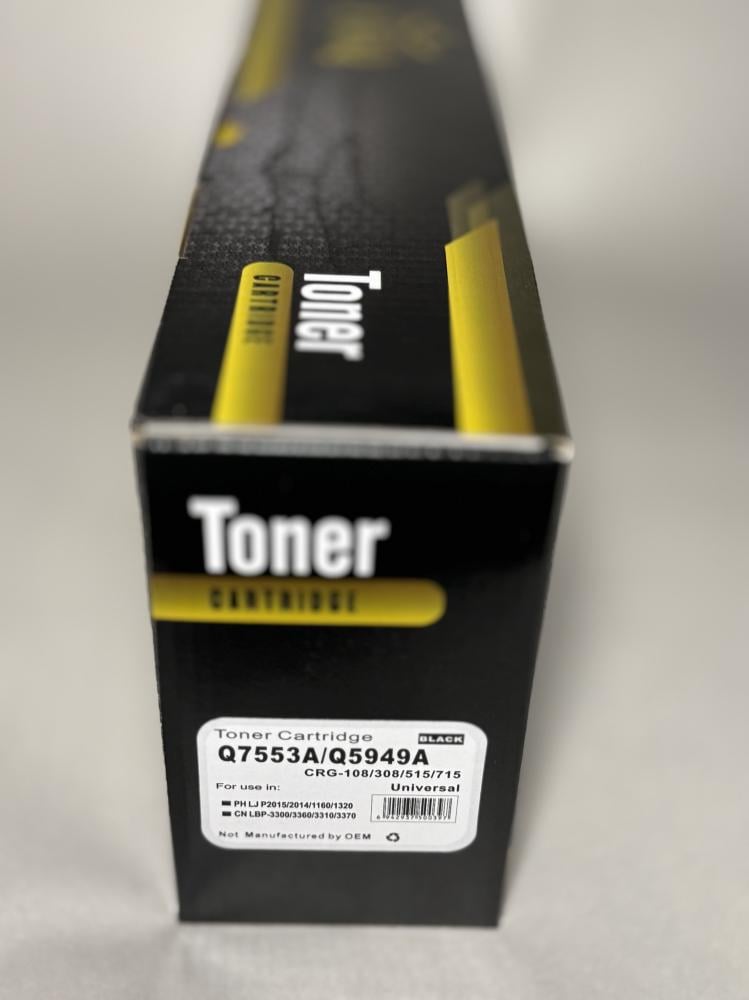 Toner
CARTRIDGE
Toner
CARTRIDGE
Toner Cartridge BLACK
Q7553A/Q5949A
CRG-108/308/515/715
For use in: Universal
PH LJ P2015/2014/1160/1320
CN LBP-3300/3360/3310/3370
6942937500397
Not Manufactured by OEM